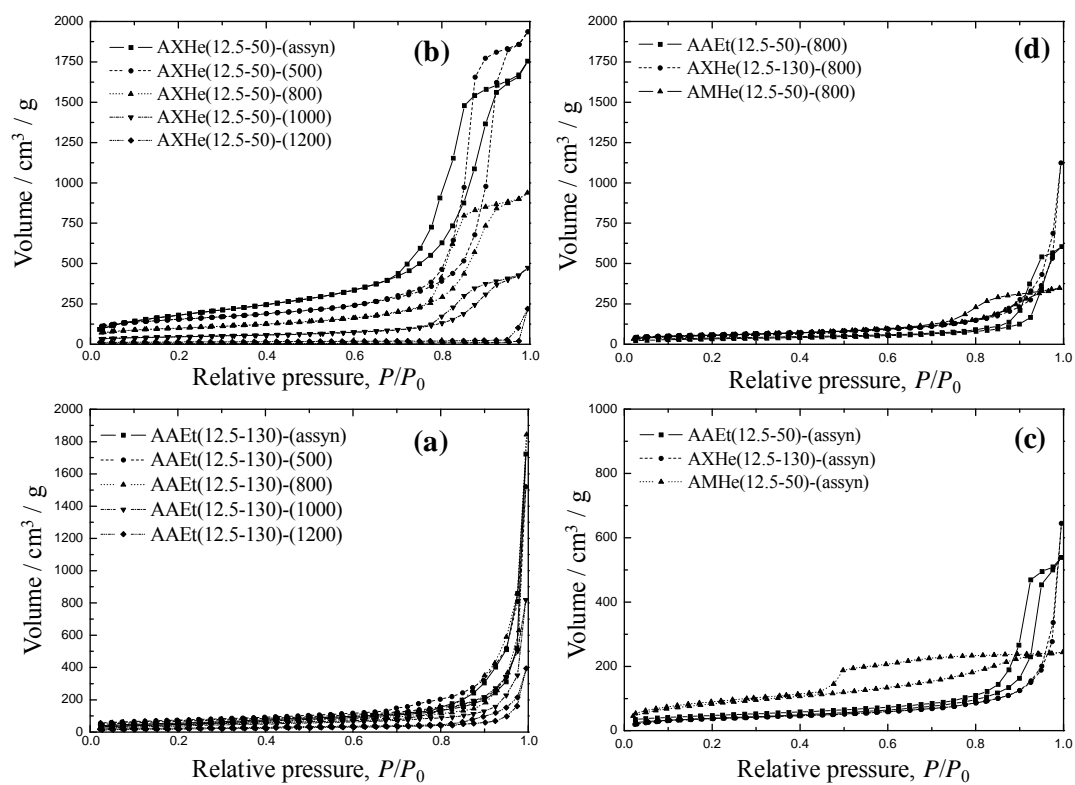 2000
1750
1500
1250
1000
750
500
250
0
Volume / cm³ / g
AXHe(12.5-50)-(assyn)
AXHe(12.5-50)-(500)
AXHe(12.5-50)-(800)
AXHe(12.5-50)-(1000)
AXHe(12.5-50)-(1200)
(b)
0.0 0.2 0.4 0.6 0.8 1.0
Relative pressure, P/P₀
2000
1750
1500
1250
1000
750
500
250
0
Volume / cm³ / g
AAEt(12.5-50)-(800)
AXHe(12.5-130)-(800)
AMHe(12.5-50)-(800)
(d)
0.0 0.2 0.4 0.6 0.8 1.0
Relative pressure, P/P₀
2000
1800
1600
1400
1200
1000
800
600
400
200
0
Volume / cm³ / g
AAEt(12.5-130)-(assyn)
AAEt(12.5-130)-(500)
AAEt(12.5-130)-(800)
AAEt(12.5-130)-(1000)
AAEt(12.5-130)-(1200)
(a)
0.0 0.2 0.4 0.6 0.8 1.0
Relative pressure, P/P₀
1000
800
600
400
200
0
Volume / cm³ / g
AAEt(12.5-50)-(assyn)
AXHe(12.5-130)-(assyn)
AMHe(12.5-50)-(assyn)
(c)
0.0 0.2 0.4 0.6 0.8 1.0
Relative pressure, P/P₀